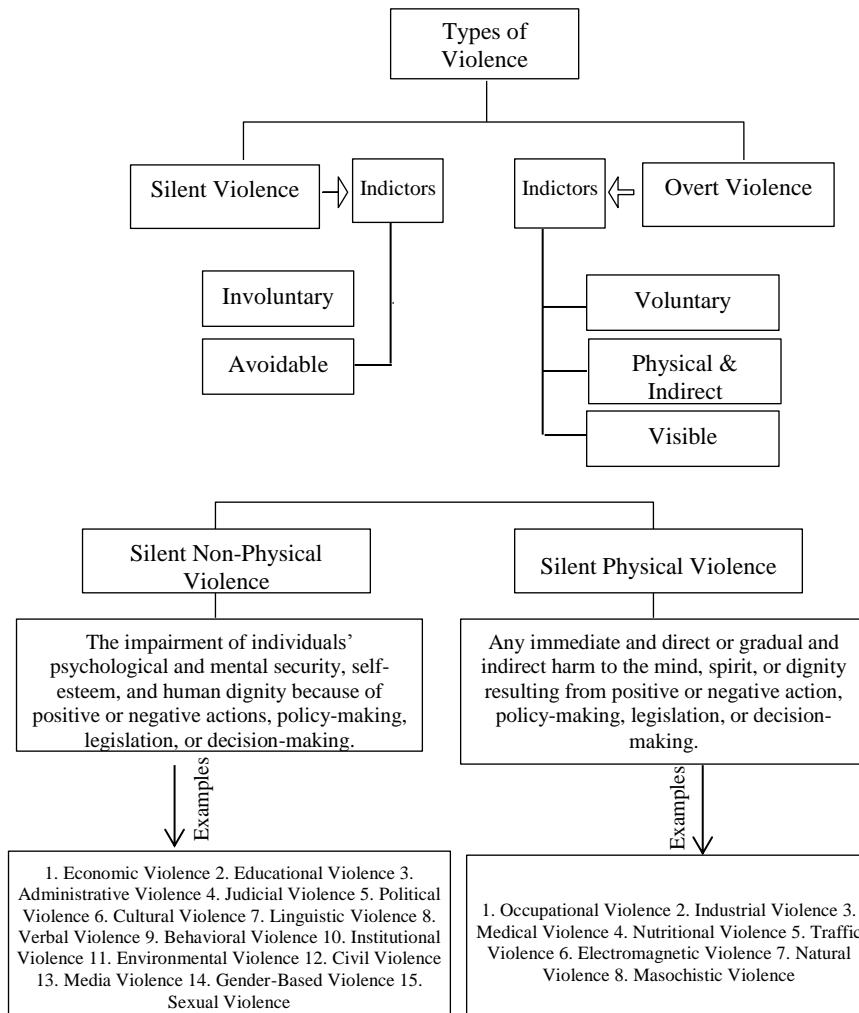 Types of
Violence
Silent Violence
Indictors
Indictors
Overt Violence
Involuntary
Avoidable
Voluntary
Physical &
Indirect
Visible
Silent Non-Physical
Violence
Silent Physical Violence
The impairment of individuals'
psychological and mental security, self-
esteem, and human dignity because of
positive or negative actions, policy-making,
legislation, or decision-making.
Any immediate and direct or gradual and
indirect harm to the mind, spirit, or dignity
resulting from positive or negative action,
policy-making, legislation, or decision-
making.
Examples
Examples
1. Economic Violence 2. Educational Violence 3.
Administrative Violence 4. Judicial Violence 5. Political
Violence 6. Cultural Violence 7. Linguistic Violence 8.
Verbal Violence 9. Behavioral Violence 10. Institutional
Violence 11. Environmental Violence 12. Civil Violence
13. Media Violence 14. Gender-Based Violence 15.
Sexual Violence
1. Occupational Violence 2. Industrial Violence 3.
Medical Violence 4. Nutritional Violence 5. Traffic
Violence 6. Electromagnetic Violence 7. Natural
Violence 8. Masochistic Violence